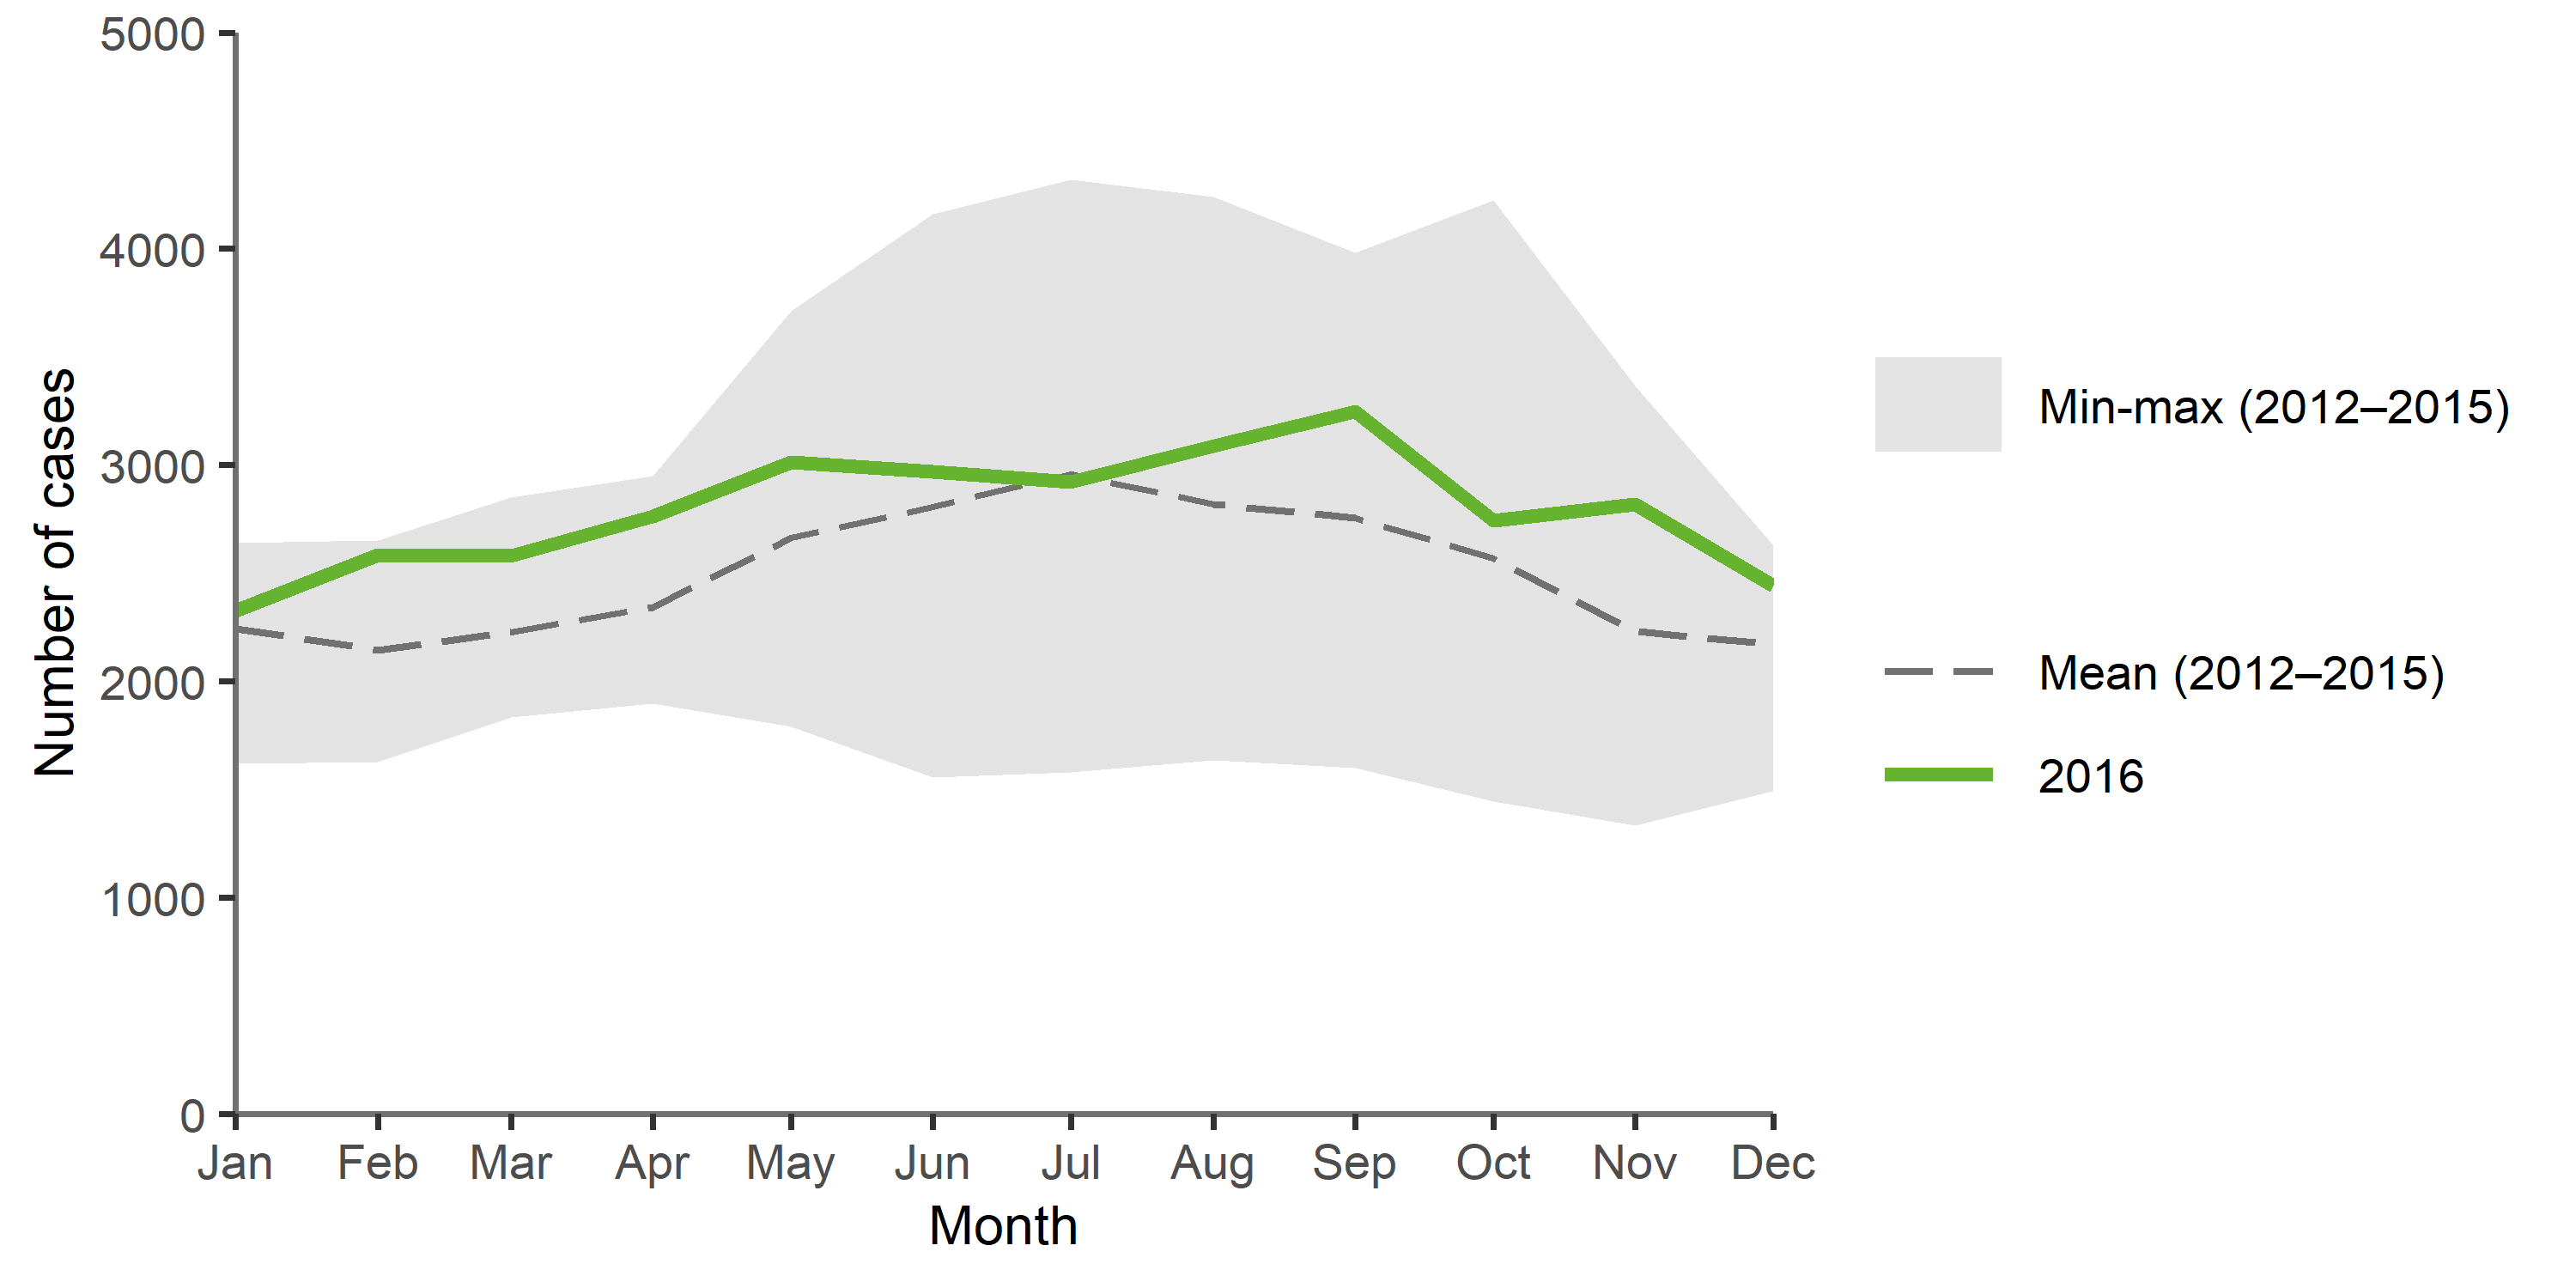 5000
4000
3000
2000
1000
0
Number of cases
Jan Feb Mar Apr May Jun Jul Aug Sep Oct Nov Dec
Month
Min-max (2012–2015)
Mean (2012–2015)
2016